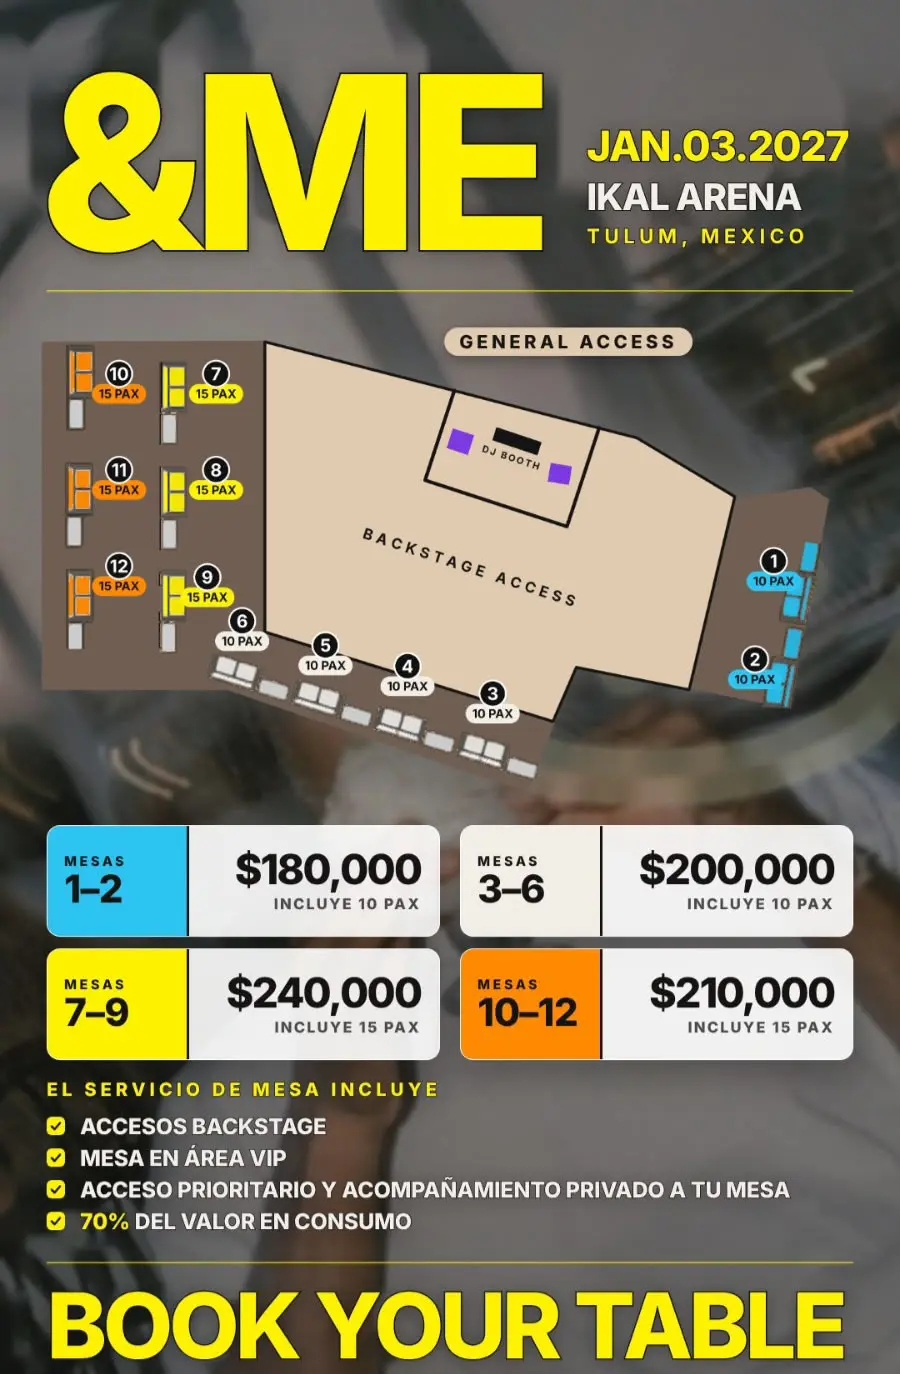 &ME
JAN.03.2027
IKAL ARENA
TULUM, MEXICO
GENERAL ACCESS
10
15 PAX
7
15 PAX
DJ BOOTH
11
15 PAX
8
15 PAX
BACKSTAGE ACCESS
12
15 PAX
9
15 PAX
1
10 PAX
6
10 PAX
5
10 PAX
4
10 PAX
3
10 PAX
2
10 PAX
MESAS
1–2
$180,000
INCLUYE 10 PAX
MESAS
3–6
$200,000
INCLUYE 10 PAX
MESAS
7–9
$240,000
INCLUYE 15 PAX
MESAS
10–12
$210,000
INCLUYE 15 PAX
EL SERVICIO DE MESA INCLUYE
ACCESOS BACKSTAGE
MESA EN ÁREA VIP
ACCESO PRIORITARIO Y ACOMPAÑAMIENTO PRIVADO A TU MESA
70% DEL VALOR EN CONSUMO
BOOK YOUR TABLE